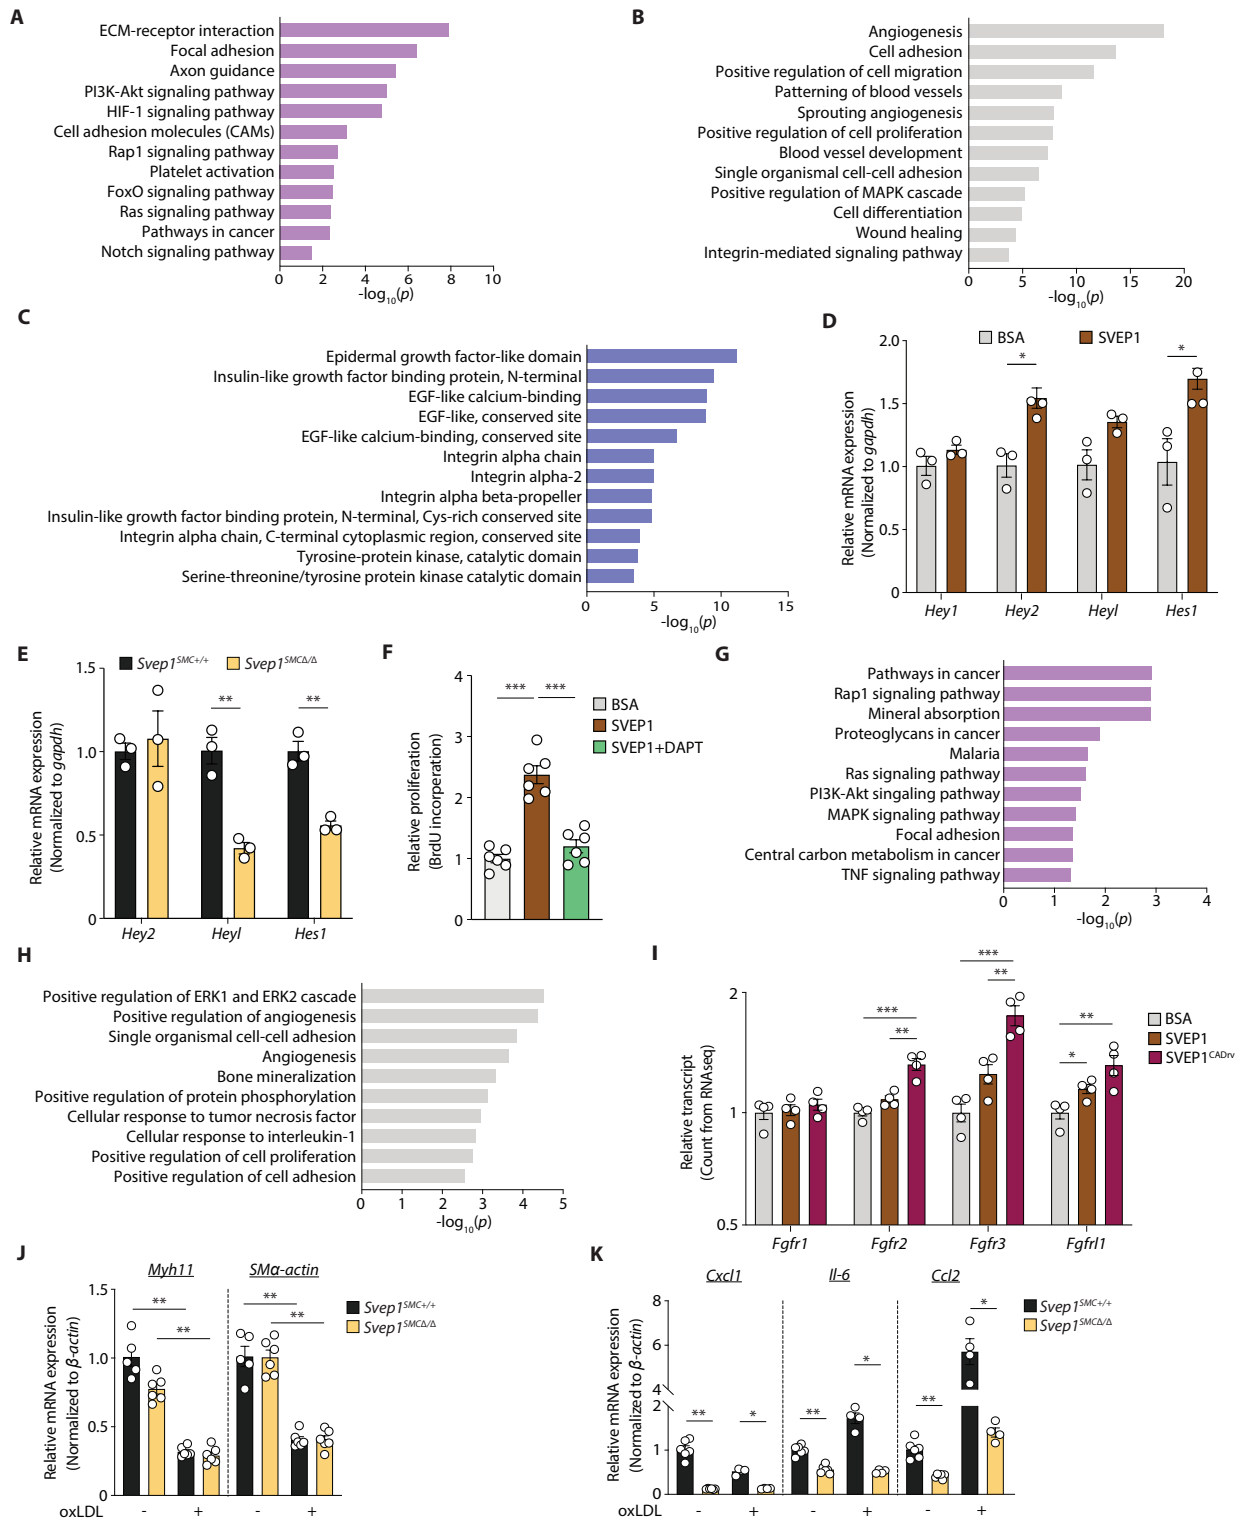 A
ECM-receptor interaction
Focal adhesion
Axon guidance
PI3K-Akt signaling pathway
HIF-1 signaling pathway
Cell adhesion molecules (CAMs)
Rap1 signaling pathway
Platelet activation
FoxO signaling pathway
Ras signaling pathway
Pathways in cancer
Notch signaling pathway
0 2 4 6 8 10
-log10(p)
B
Angiogenesis
Cell adhesion
Positive regulation of cell migration
Patterning of blood vessels
Sprouting angiogenesis
Positive regulation of cell proliferation
Blood vessel development
Single organismal cell-cell adhesion
Positive regulation of MAPK cascade
Cell differentiation
Wound healing
Integrin-mediated signaling pathway
0 5 10 15 20
-log10(p)
C
Epidermal growth factor-like domain
Insulin-like growth factor binding protein, N-terminal
EGF-like calcium-binding
EGF-like, conserved site
EGF-like calcium-binding, conserved site
Integrin alpha chain
Integrin alpha-2
Integrin alpha beta-propeller
Insulin-like growth factor binding protein, N-terminal, Cys-rich conserved site
Integrin alpha chain, C-terminal cytoplasmic region, conserved site
Tyrosine-protein kinase, catalytic domain
Serine-threonine/tyrosine protein kinase catalytic domain
0 5 10 15
-log10(p)
D
BSA SVEP1
Relative mRNA expression
(Normalized to gapdh)
2.0
1.5
1.0
0.5
0
* *
Hey1 Hey2 Heyl Hes1
E
Svep1SMC+/+ Svep1SMCΔ/Δ
Relative mRNA expression
(Normalized to gapdh)
1.5
1.0
0.5
0
** **
Hey2 Heyl Hes1
F
Relative proliferation
(BrdU incorperation)
4
3
2
1
0
*** ***
BSA
SVEP1
SVEP1+DAPT
G
Pathways in cancer
Rap1 signaling pathway
Mineral absorption
Proteoglycans in cancer
Malaria
Ras signaling pathway
PI3K-Akt singaling pathway
MAPK signaling pathway
Focal adhesion
Central carbon metabolism in cancer
TNF signaling pathway
0 1 2 3 4
-log10(p)
H
Positive regulation of ERK1 and ERK2 cascade
Positive regulation of angiogenesis
Single organismal cell-cell adhesion
Angiogenesis
Bone mineralization
Positive regulation of protein phosphorylation
Cellular response to tumor necrosis factor
Cellular response to interleukin-1
Positive regulation of cell proliferation
Positive regulation of cell adhesion
0 1 2 3 4 5
-log10(p)
I
Relative transcript
(Count from RNAseq)
2
1
0.5
***
**
***
**
**
*
BSA
SVEP1
SVEP1CADrv
Fgfr1 Fgfr2 Fgfr3 Fgfrl1
J
Myh11 SMα-actin
Relative mRNA expression
(Normalized to β-actin)
1.5
1.0
0.5
0
** **
** **
Svep1SMC+/+
Svep1SMCΔ/Δ
oxLDL - + - +
K
Cxcl1 Il-6 Ccl2
Relative mRNA expression
(Normalized to β-actin)
8
6
4
2
1
0
** * ** * ** *
Svep1SMC+/+
Svep1SMCΔ/Δ
oxLDL - + - + - +